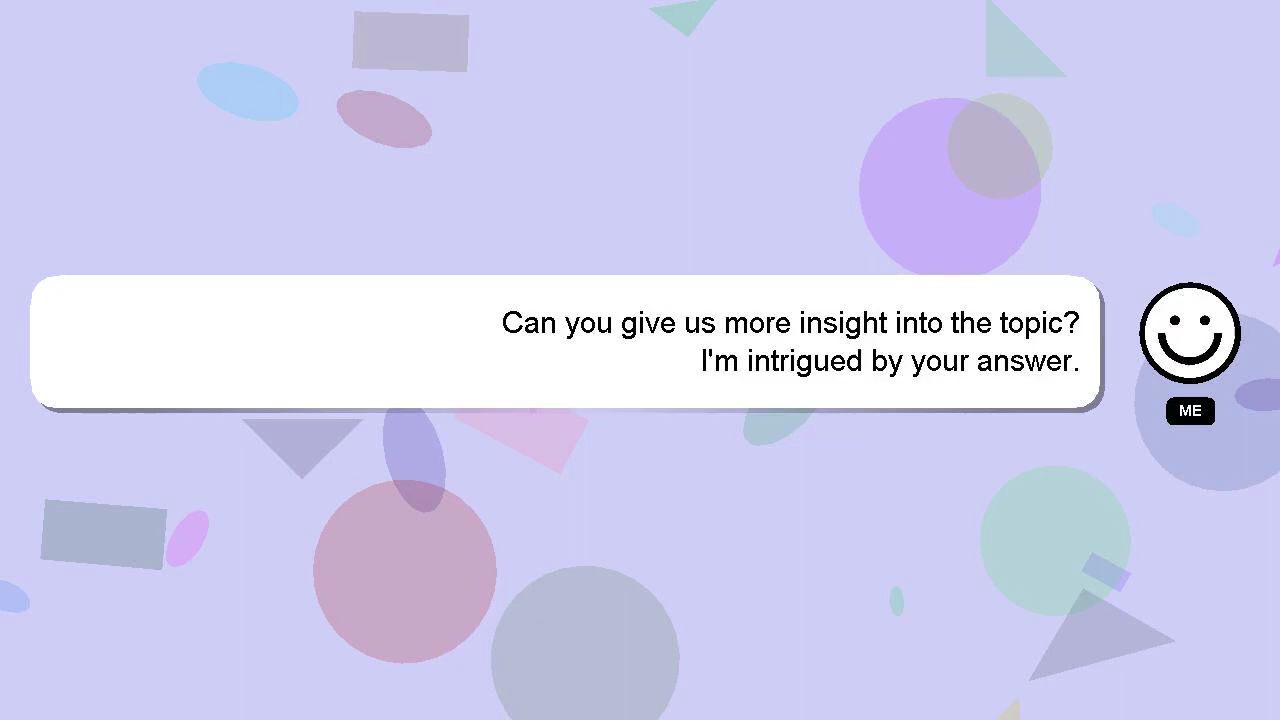 Can you give us more insight into the topic?
I'm intrigued by your answer.
ME